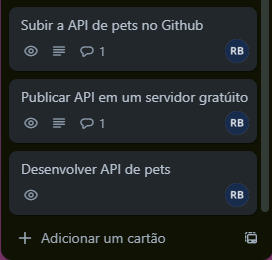 Subir a API de pets no Github
1
RB
Publicar API em um servidor gratúito
1
RB
Desenvolver API de pets
RB
Adicionar um cartão